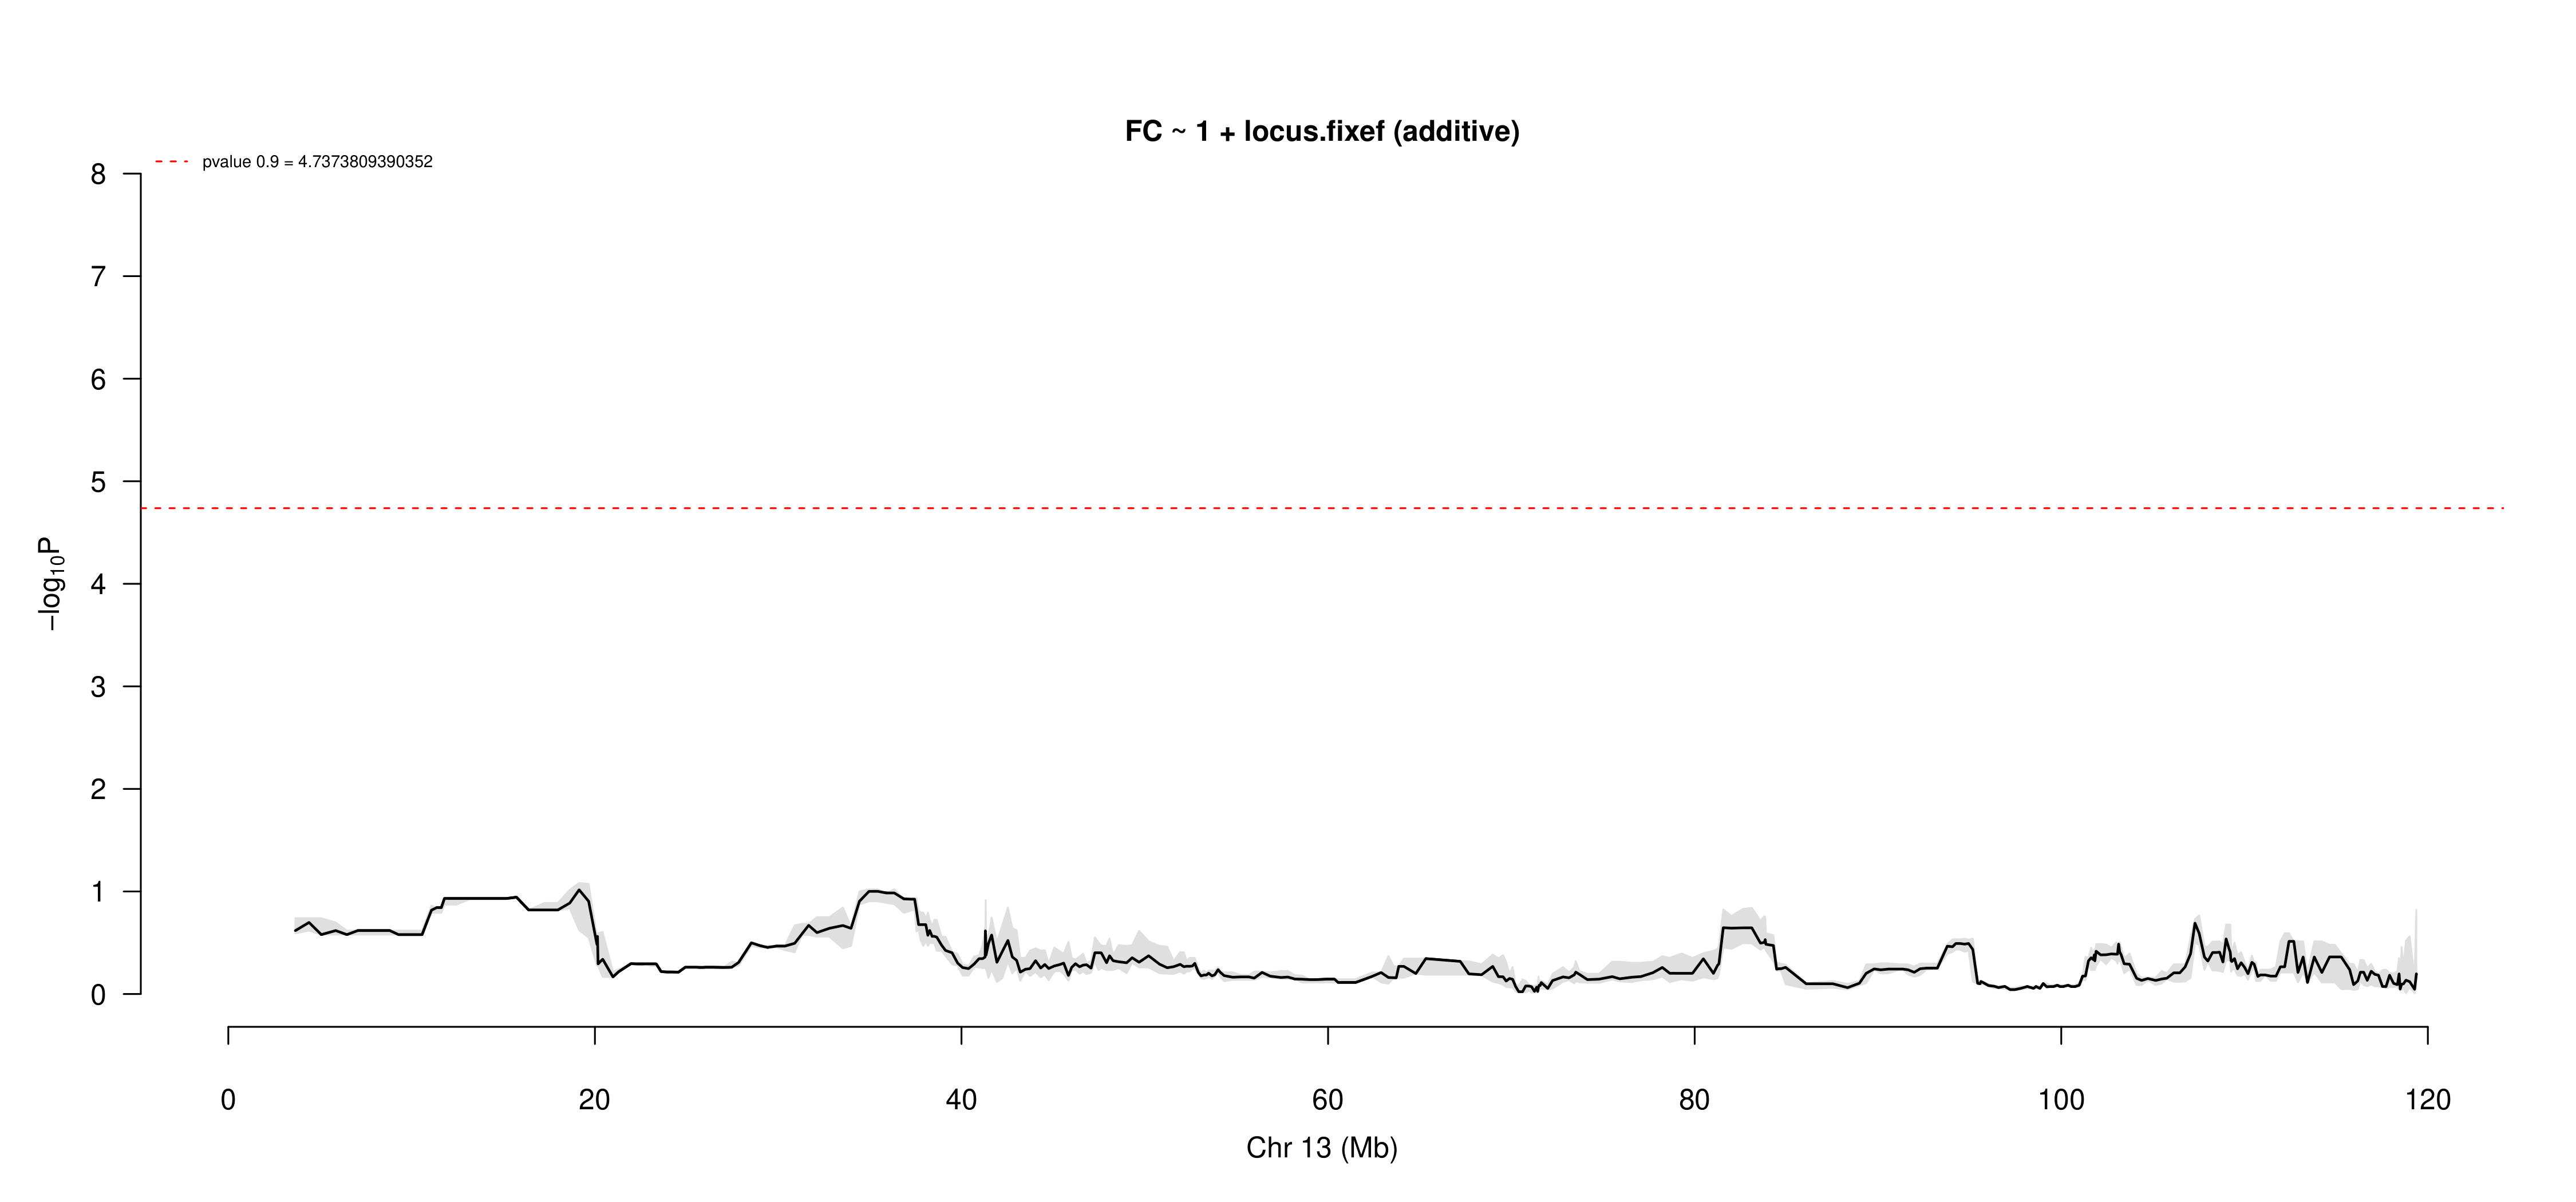 FC ~ 1 + locus.fixef (additive)
pvalue 0.9 = 4.7373809390352
8
7
6
5
4
3
2
1
0
−log10P
0 20 40 60 80 100 120
Chr 13 (Mb)